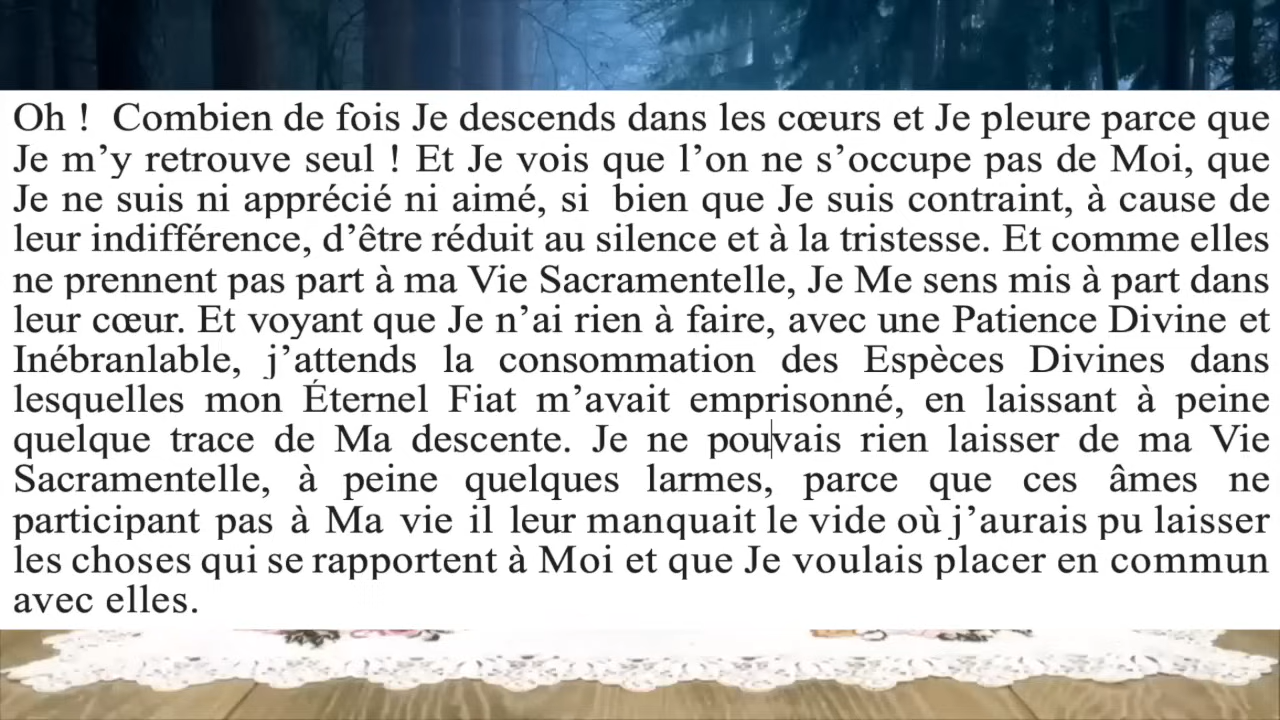 Oh !  Combien de fois Je descends dans les cœurs et Je pleure parce que
Je m’y retrouve seul ! Et Je vois que l’on ne s’occupe pas de Moi, que
Je ne suis ni apprécié ni aimé, si  bien que Je suis contraint, à cause de
leur indifférence, d’être réduit au silence et à la tristesse. Et comme elles
ne prennent pas part à ma Vie Sacramentelle, Je Me sens mis à part dans
leur cœur. Et voyant que Je n’ai rien à faire, avec une Patience Divine et
Inébranlable, j’attends la consommation des Espèces Divines dans
lesquelles mon Éternel Fiat m’avait emprisonné, en laissant à peine
quelque trace de Ma descente. Je ne pouvais rien laisser de ma Vie
Sacramentelle, à peine quelques larmes, parce que ces âmes ne
participant pas à Ma vie il leur manquait le vide où j’aurais pu laisser
les choses qui se rapportent à Moi et que Je voulais placer en commun
avec elles.